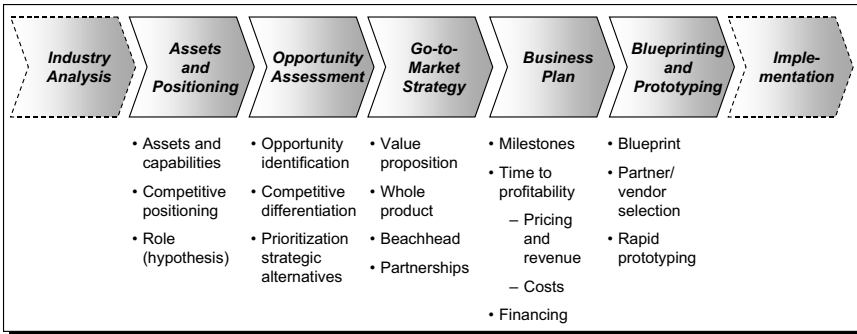 Industry
Analysis
Assets
and
Positioning
Opportunity
Assessment
Go-to-
Market
Strategy
Business
Plan
Blueprinting
and
Prototyping
Imple-
mentation
• Assets and
capabilities
• Competitive
positioning
• Role
(hypothesis)
• Opportunity
identification
• Competitive
differentiation
• Prioritization
strategic
alternatives
• Value
proposition
• Whole
product
• Beachhead
• Partnerships
• Milestones
• Time to
profitability
– Pricing
and
revenue
– Costs
• Financing
• Blueprint
• Partner/
vendor
selection
• Rapid
prototyping